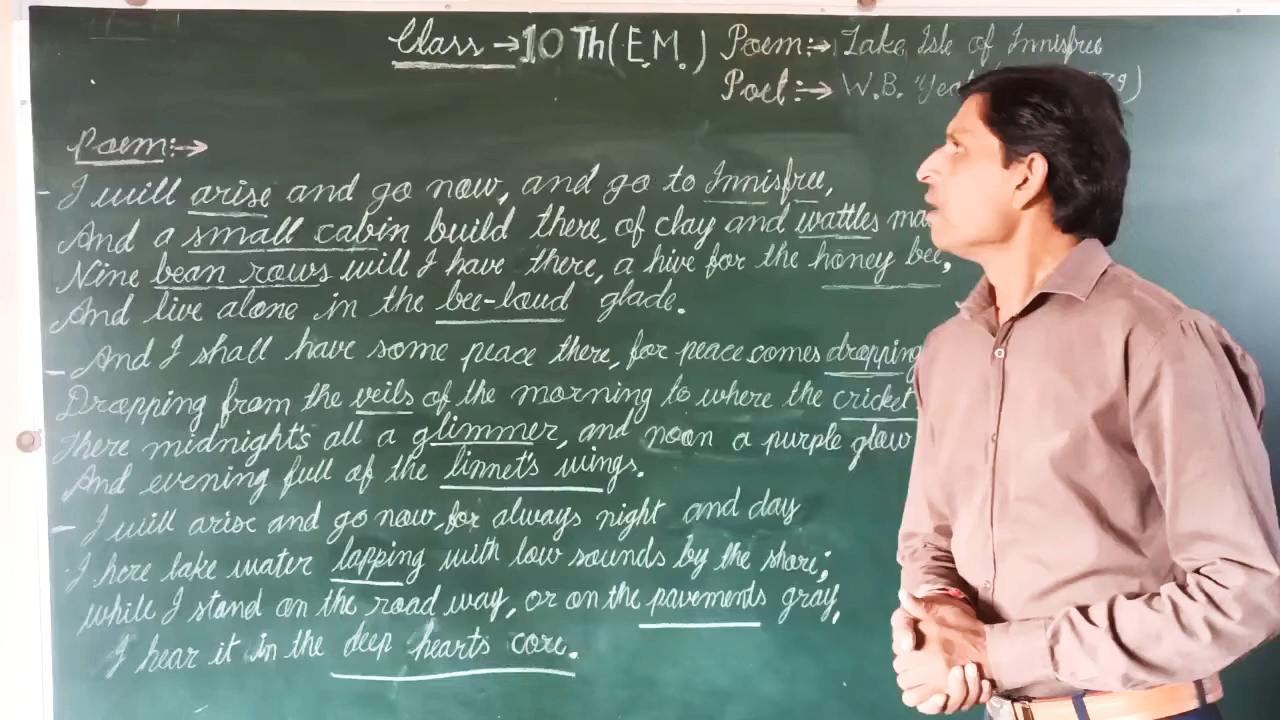 Class → 10 Th (E.M.) Poem:→ Lake Isle of Innisfree
Poet:→ W.B.
Poem:→
- I will arise and go now, and go to Innisfree,
And a small cabin build there, of clay and wattles
Nine bean rows will I have there, a hive for the honey bee,
And live alone in the bee-loud glade.
- And I shall have some peace there, for peace comes dropping
Dropping from the veils of the morning to where the cricket
There midnight's all a glimmer, and noon a purple glow
And evening full of the linnet's wings.
- I will arise and go now, for always night and day
I here lake water lapping with low sounds by the shore;
while I stand on the road way, or on the pavements gray,
I hear it in the deep hearts core.